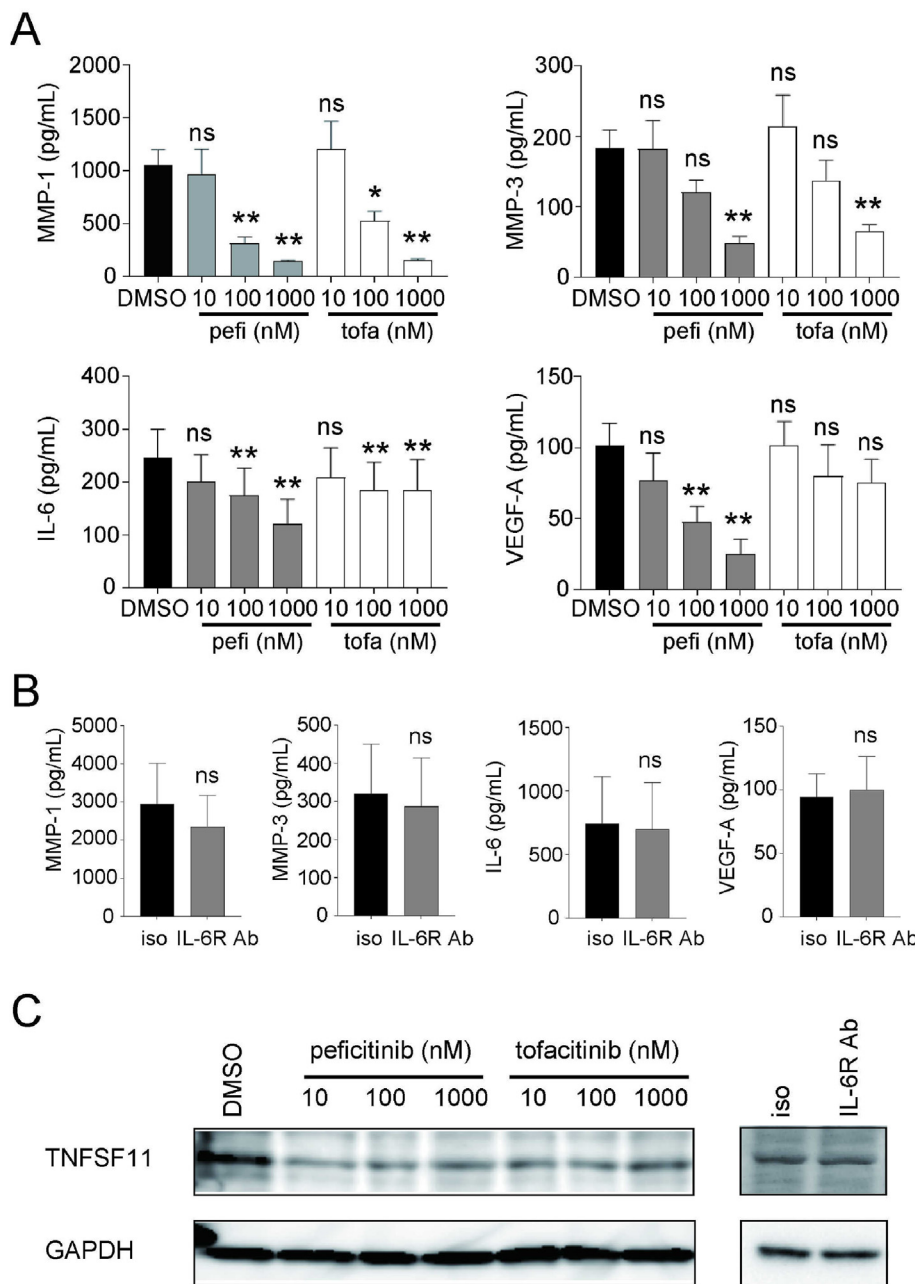 A
MMP-1 (pg/mL)
2000
1500
1000
500
0
ns
**
**
ns
*
**
DMSO 10 100 1000 10 100 1000
pefi (nM) tofa (nM)
MMP-3 (pg/mL)
300
200
100
0
ns
ns
**
ns
ns
**
DMSO 10 100 1000 10 100 1000
pefi (nM) tofa (nM)
IL-6 (pg/mL)
400
300
200
100
0
ns
**
**
ns
**
**
DMSO 10 100 1000 10 100 1000
pefi (nM) tofa (nM)
VEGF-A (pg/mL)
150
100
50
0
ns
**
**
ns
ns
ns
DMSO 10 100 1000 10 100 1000
pefi (nM) tofa (nM)
B
MMP-1 (pg/mL)
5000
4000
3000
2000
1000
0
ns
iso IL-6R Ab
MMP-3 (pg/mL)
500
400
300
200
100
0
ns
iso IL-6R Ab
IL-6 (pg/mL)
1500
1000
500
0
ns
iso IL-6R Ab
VEGF-A (pg/mL)
150
100
50
0
ns
iso IL-6R Ab
C
DMSO
peficitinib (nM) tofacitinib (nM)
10 100 1000 10 100 1000
iso
IL-6R Ab
TNFSF11
GAPDH